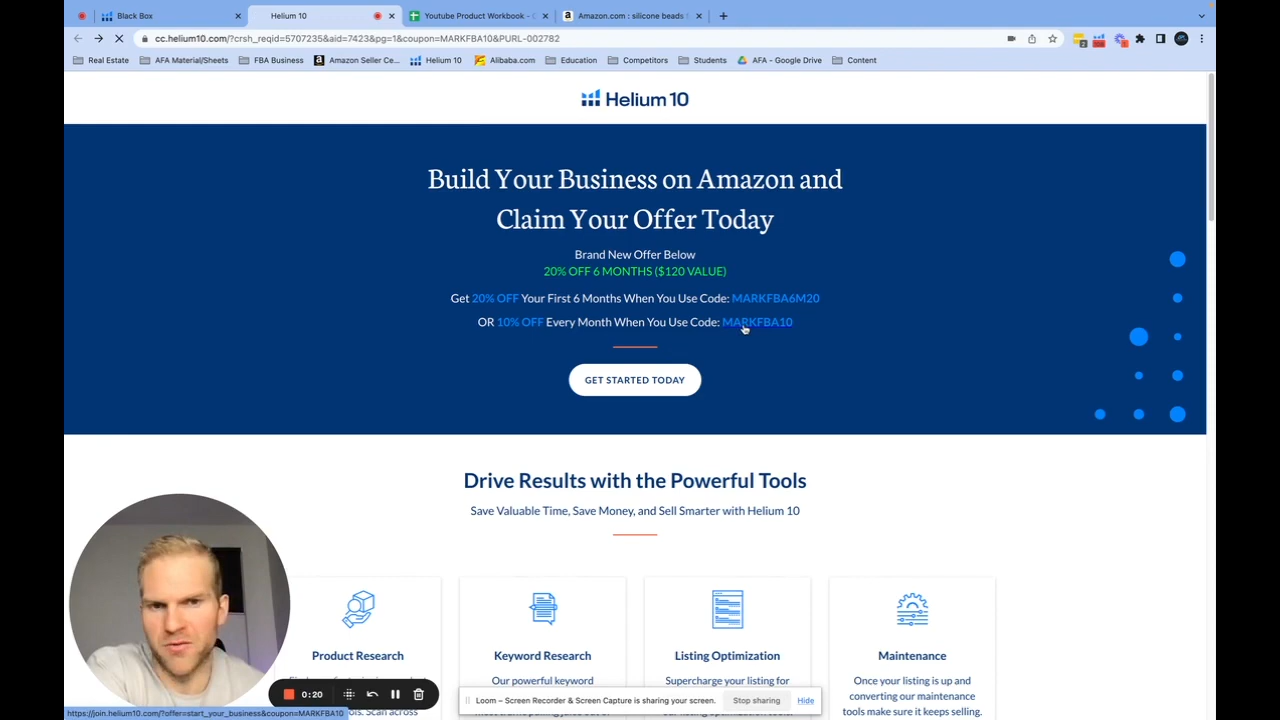 Black Box
Helium 10
Youtube Product Workbook -
Amazon.com : silicone beads
cc.helium10.com/?crsh_reqid=5707235&aid=7423&pg=1&coupon=MARKFBA10&PURL-002782
Real Estate
AFA Material/Sheets
FBA Business
Amazon Seller Ce...
Helium 10
Alibaba.com
Education
Competitors
Students
AFA - Google Drive
Content
Helium 10
Build Your Business on Amazon and
Claim Your Offer Today
Brand New Offer Below
20% OFF 6 MONTHS ($120 VALUE)
Get 20% OFF Your First 6 Months When You Use Code: MARKFBA6M20
OR 10% OFF Every Month When You Use Code: MARKFBA10
GET STARTED TODAY
Drive Results with the Powerful Tools
Save Valuable Time, Save Money, and Sell Smarter with Helium 10
Product Research
Keyword Research
Listing Optimization
Maintenance
Our powerful keyword
Supercharge your listing for
Once your listing is up and
converting our maintenance
tools make sure it keeps selling.
ols. Scan across
0:20
Loom – Screen Recorder & Screen Capture is sharing your screen.
Stop sharing
Hide
https://join.helium10.com/?offer=start_your_business&coupon=MARKFBA10